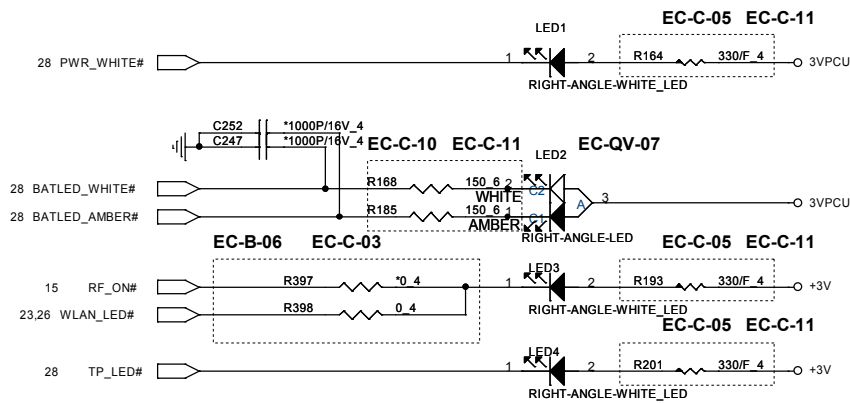 EC-C-05 EC-C-11
LED1
28 PWR_WHITE# 1 2 R164 330/F_4 3VPCU
RIGHT-ANGLE-WHITE_LED
C252 *1000P/16V_4
C247 *1000P/16V_4
EC-C-10 EC-C-11 EC-QV-07
LED2
28 BATLED_WHITE# R168 150_6 2 C2
WHITE A 3 3VPCU
28 BATLED_AMBER# R185 150_6 1 C1
AMBER
RIGHT-ANGLE-LED
EC-B-06 EC-C-03 EC-C-05 EC-C-11
LED3
15 RF_ON# R397 *0_4 1 2 R193 330/F_4 +3V
RIGHT-ANGLE-WHITE_LED
23,26 WLAN_LED# R398 0_4
EC-C-05 EC-C-11
LED4
28 TP_LED# 1 2 R201 330/F_4 +3V
RIGHT-ANGLE-WHITE_LED